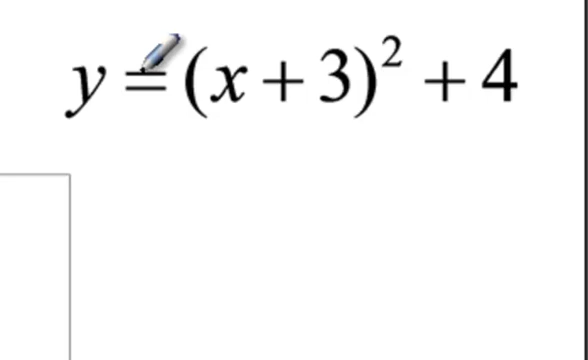 y = (x + 3)² + 4